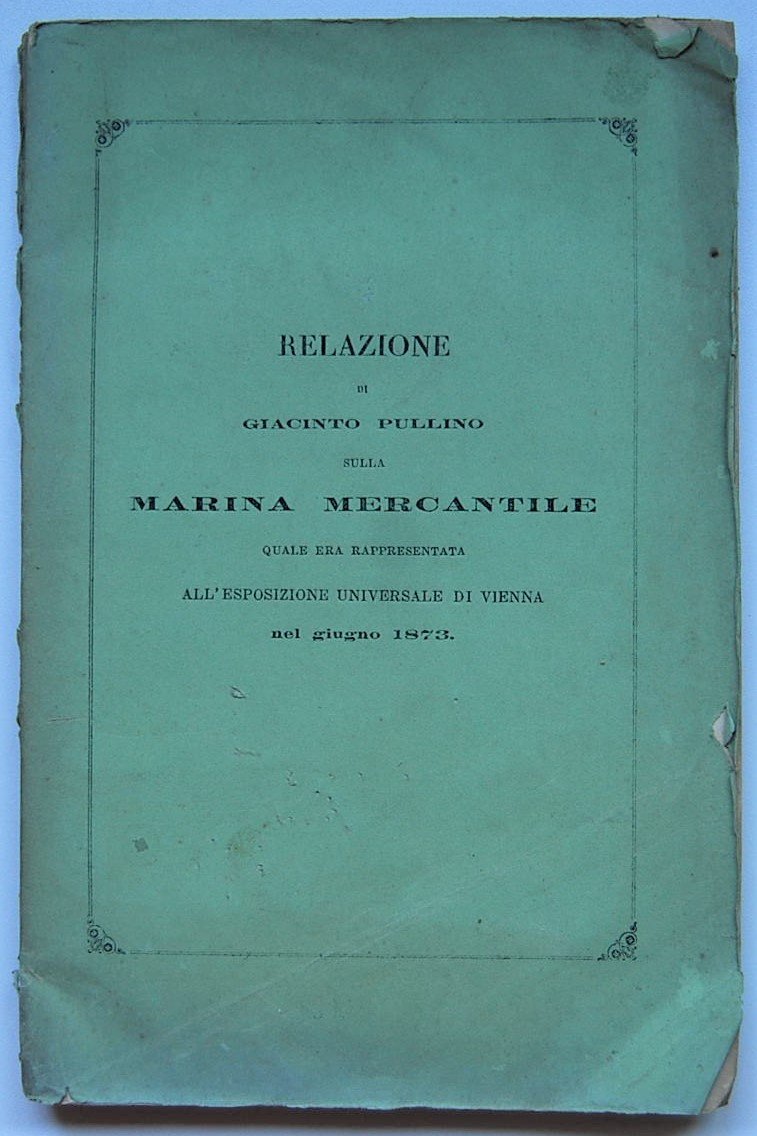 RELAZIONE
DI
GIACINTO PULLINO
SULLA
MARINA MERCANTILE
QUALE ERA RAPPRESENTATA
ALL'ESPOSIZIONE UNIVERSALE DI VIENNA
nel giugno 1873.